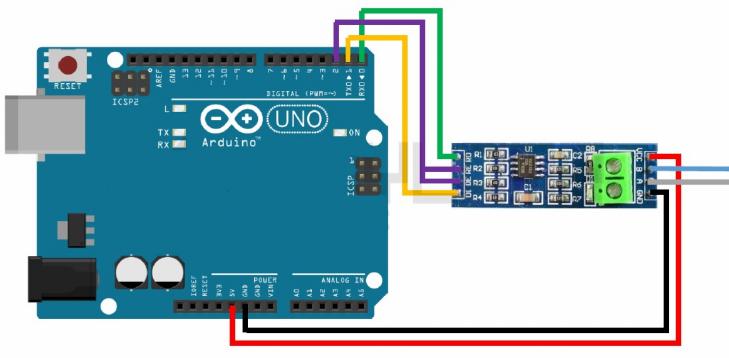 RESET
ICSP2
AREF
GND
13
12
~11
~10
~9
8
7
~6
~5
4
~3
2
TX0▶1
RX0◀0
DIGITAL (PWM=~)
L
TX
RX
Arduino™
UNO
ON
1
ICSP
POWER
ANALOG IN
IOREF
RESET
3V3
5V
GND
GND
VIN
A0
A1
A2
A3
A4
A5
RO
RE
DE
DI
R1
R2
R3
R4
U1
C1
C2
R5
R6
R7
VCC
B
A
GND